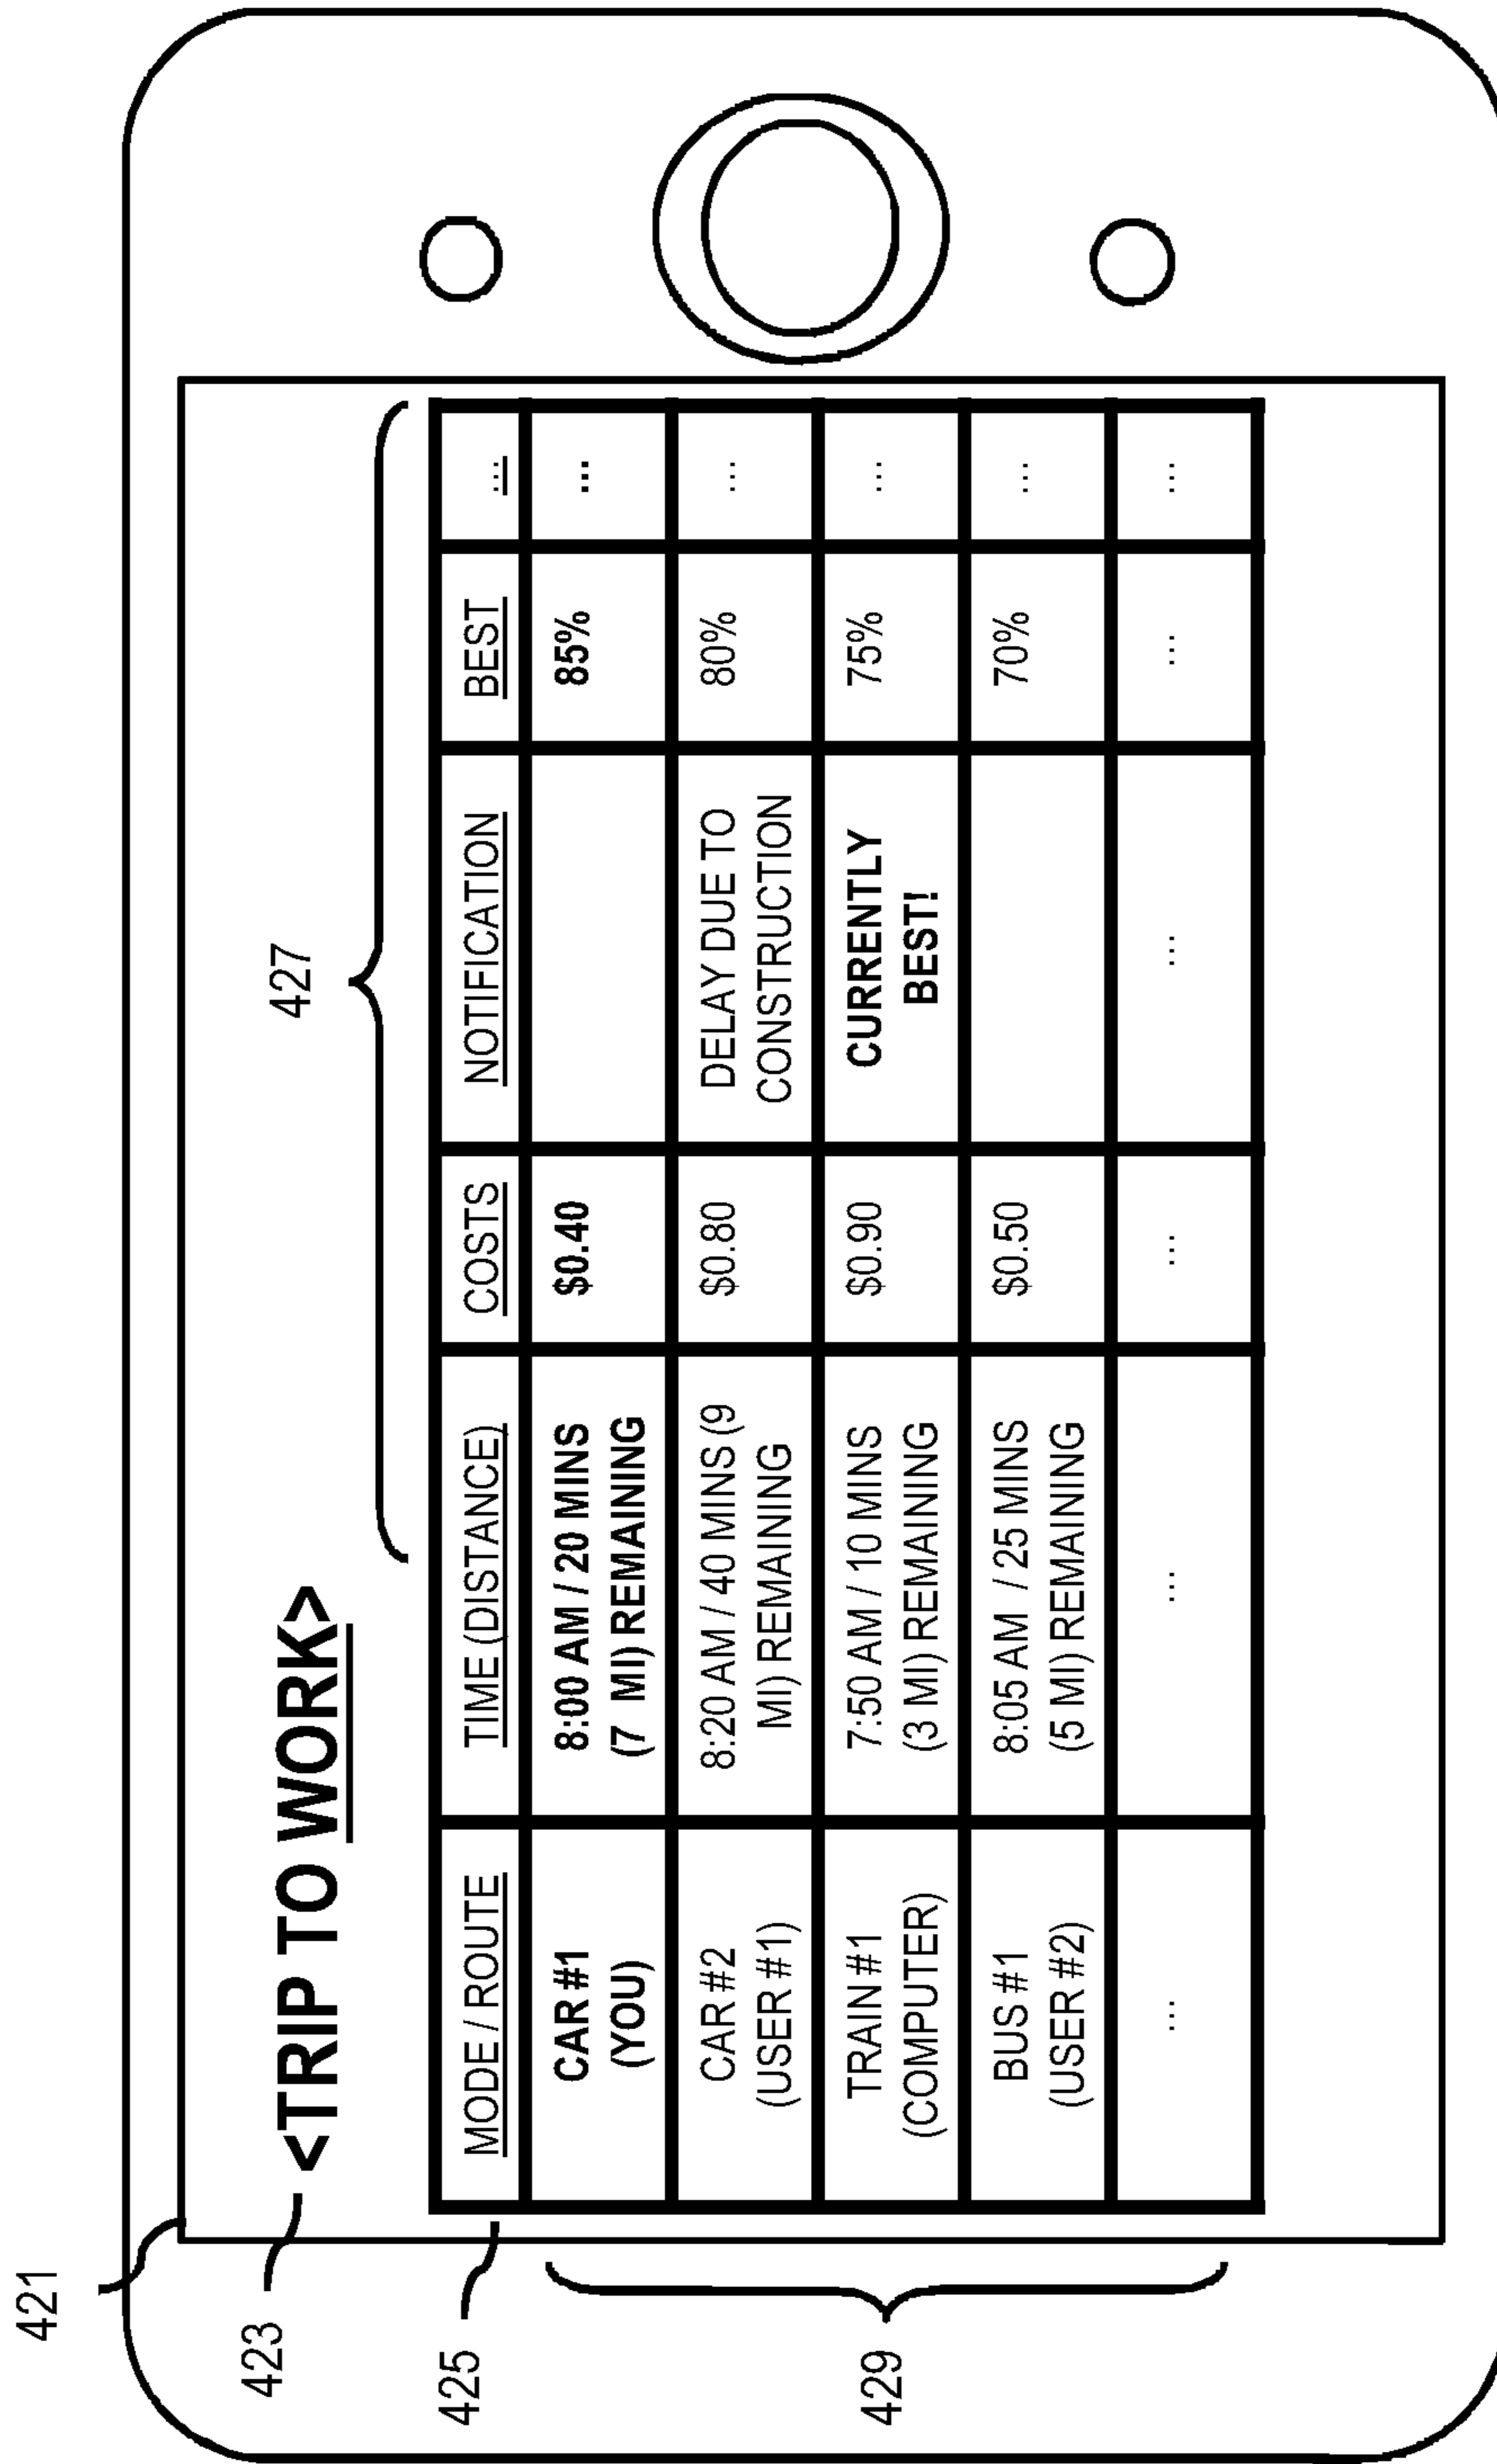 421
423
<TRIP TO WORK>
427
425
MODE / ROUTE TIME (DISTANCE) COSTS NOTIFICATION BEST ...
CAR #1 8:00 AM / 20 MINS $0.40 85% ...
(YOU) (7 MI) REMAINING
CAR #2 8:20 AM / 40 MINS (9 $0.80 DELAY DUE TO 80% ...
(USER #1) MI) REMAINING CONSTRUCTION
TRAIN #1 7:50 AM / 10 MINS $0.90 CURRENTLY 75% ...
(COMPUTER) (3 MI) REMAINING BEST!
BUS #1 8:05 AM / 25 MINS $0.50 70% ...
(USER #2) (5 MI) REMAINING
... ... ... ... ... ...
429